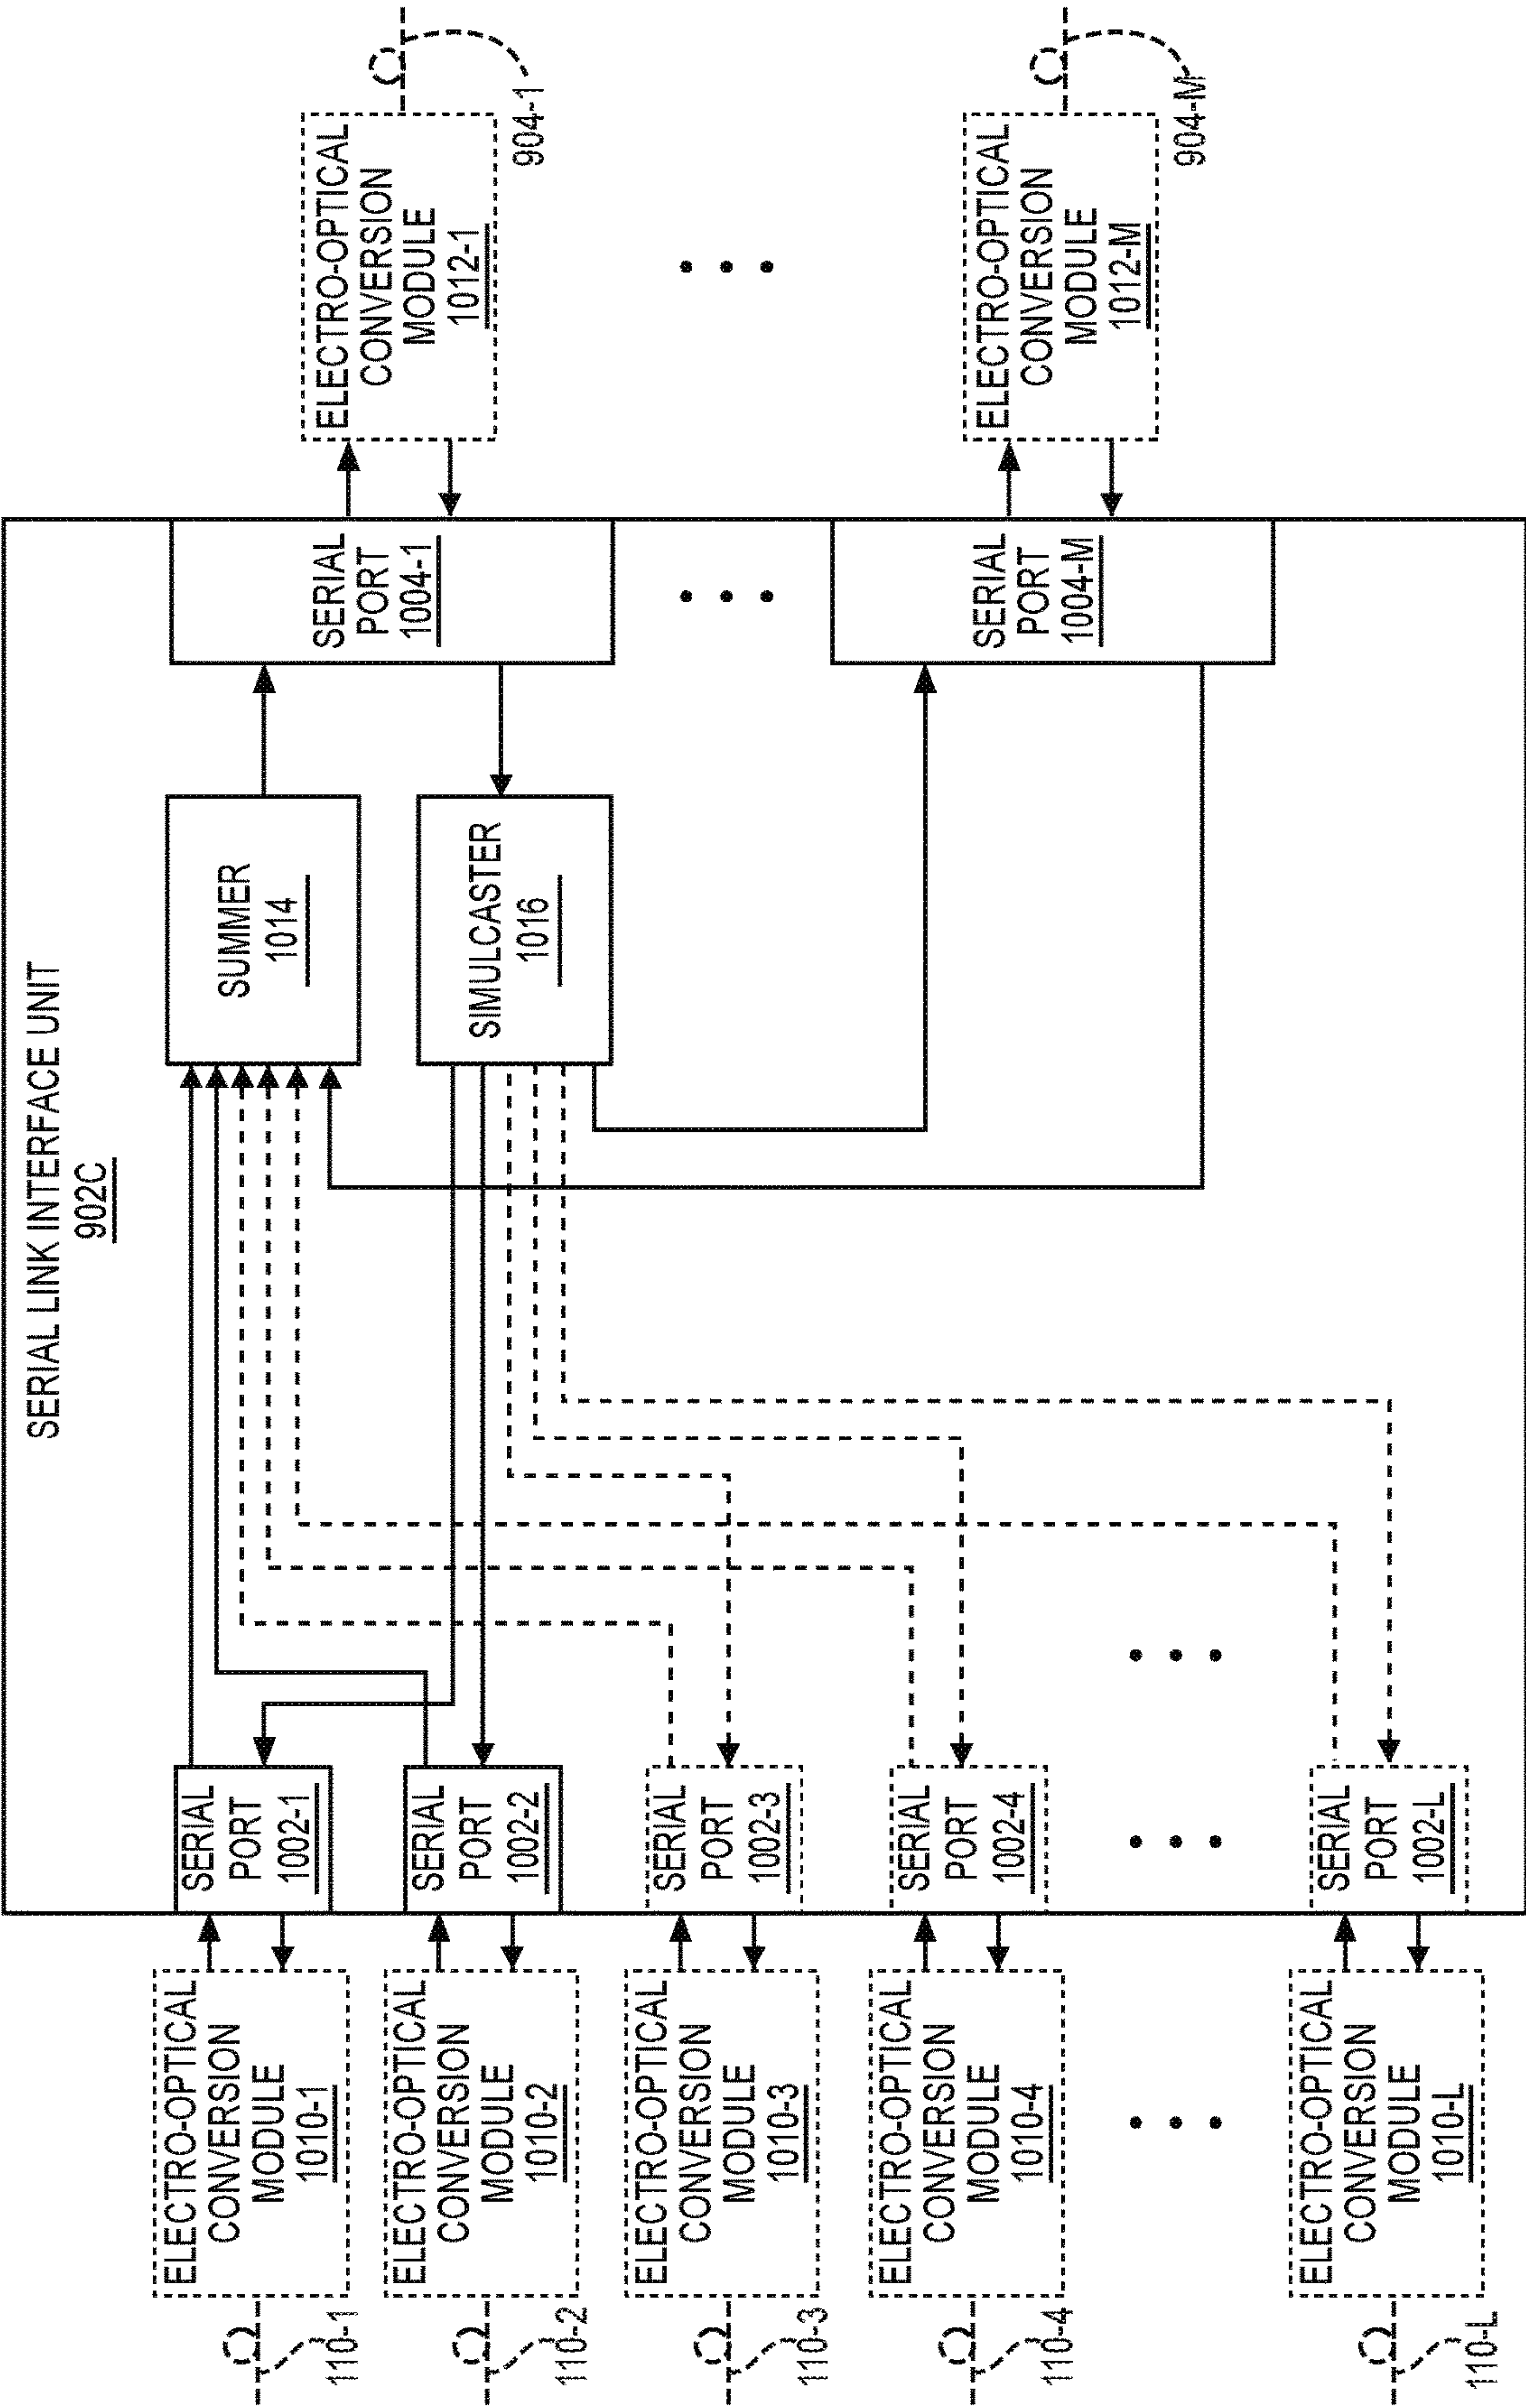 SERIAL LINK INTERFACE UNIT
902C
ELECTRO-OPTICAL
CONVERSION
MODULE
1010-1
110-1
SERIAL
PORT
1002-1
SUMMER
1014
SERIAL
PORT
1004-1
ELECTRO-OPTICAL
CONVERSION
MODULE
1012-1
904-1
ELECTRO-OPTICAL
CONVERSION
MODULE
1010-2
110-2
SERIAL
PORT
1002-2
SIMULCASTER
1016
ELECTRO-OPTICAL
CONVERSION
MODULE
1010-3
110-3
SERIAL
PORT
1002-3
ELECTRO-OPTICAL
CONVERSION
MODULE
1010-4
110-4
SERIAL
PORT
1002-4
SERIAL
PORT
1004-M
ELECTRO-OPTICAL
CONVERSION
MODULE
1012-M
904-M
ELECTRO-OPTICAL
CONVERSION
MODULE
1010-L
110-L
SERIAL
PORT
1002-L